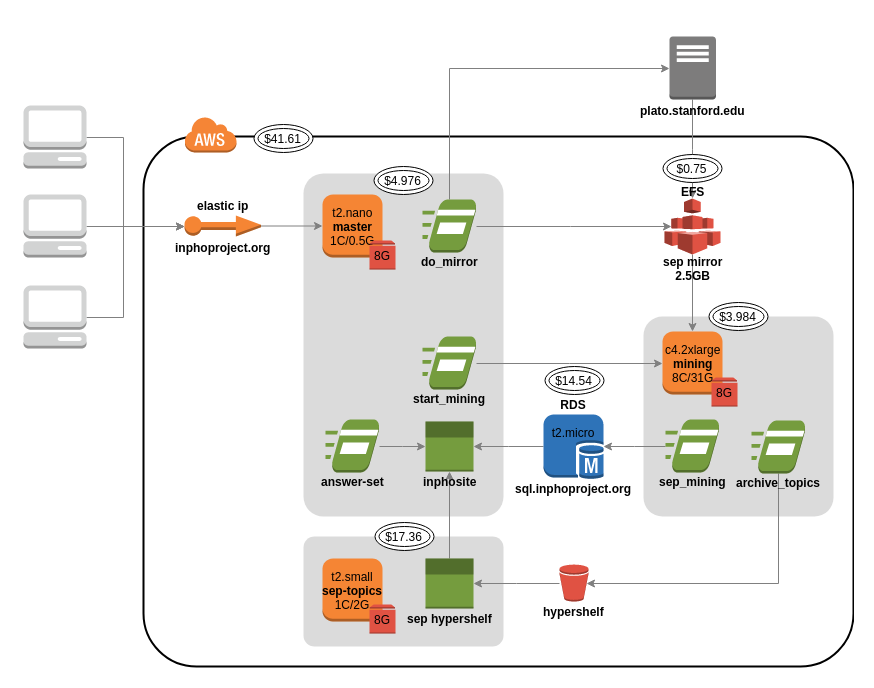 plato.stanford.edu
AWS
$41.61
$0.75
EFS
$4.976
elastic ip
inphoproject.org
t2.nano
master
1C/0.5G
8G
do_mirror
sep mirror
2.5GB
$3.984
c4.2xlarge
mining
8C/31G
8G
start_mining
$14.54
RDS
t2.micro
M
sql.inphoproject.org
answer-set
inphosite
sep_mining
archive_topics
$17.36
t2.small
sep-topics
1C/2G
8G
sep hypershelf
hypershelf